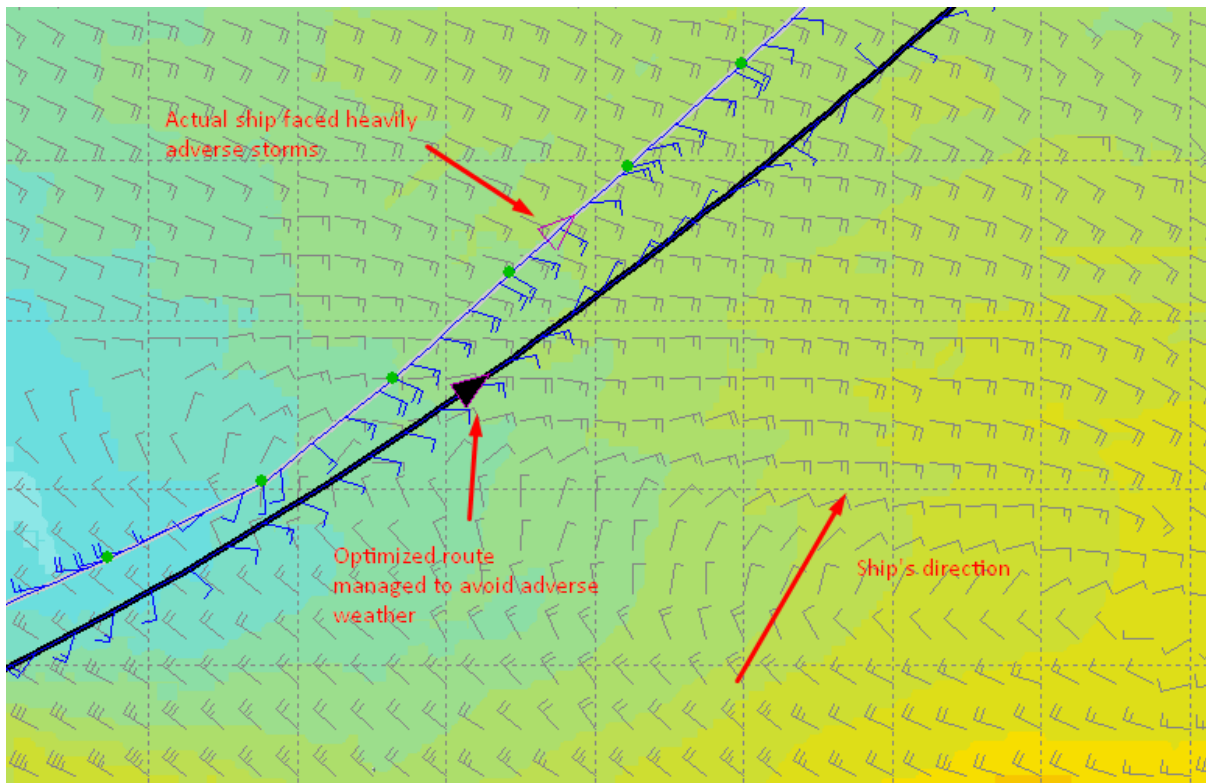 Actual ship faced heavily
adverse storms
Optimized route
managed to avoid adverse
weather
Ship's direction